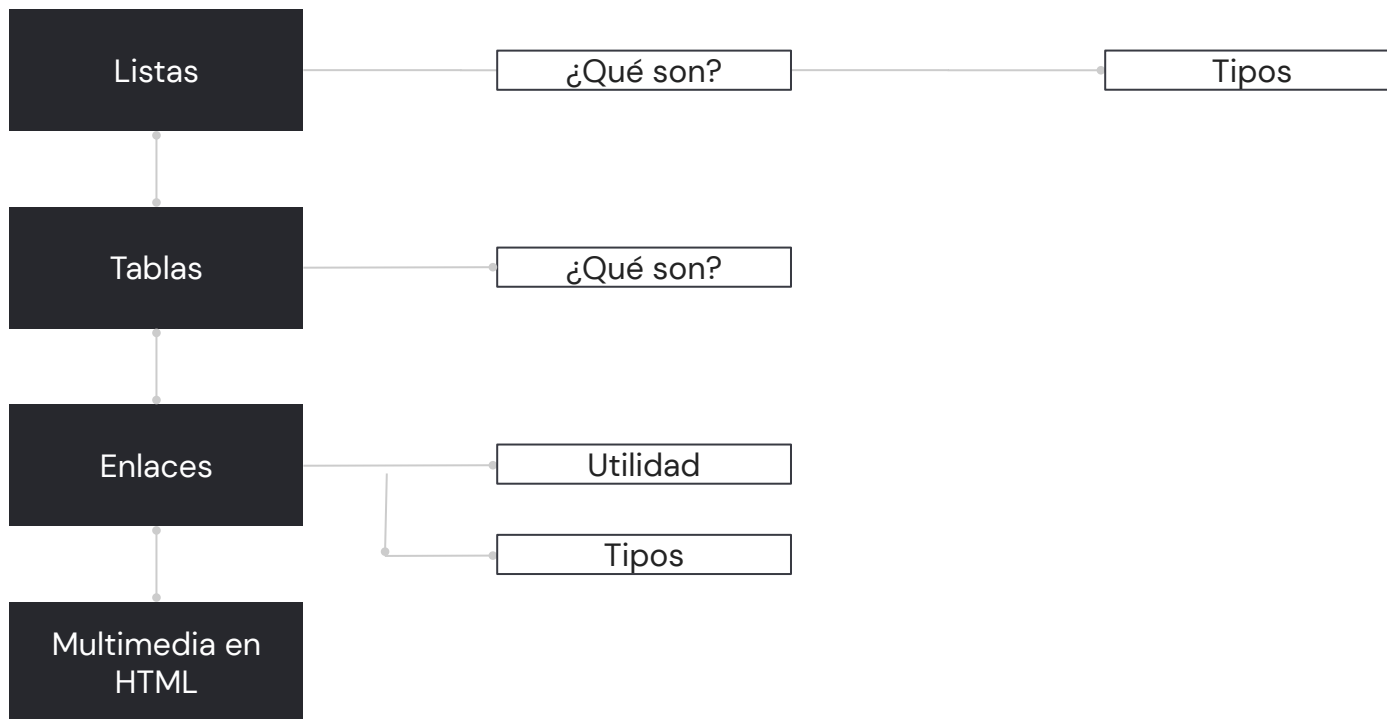 Listas
¿Qué son?
Tipos
Tablas
¿Qué son?
Enlaces
Utilidad
Tipos
Multimedia en
HTML